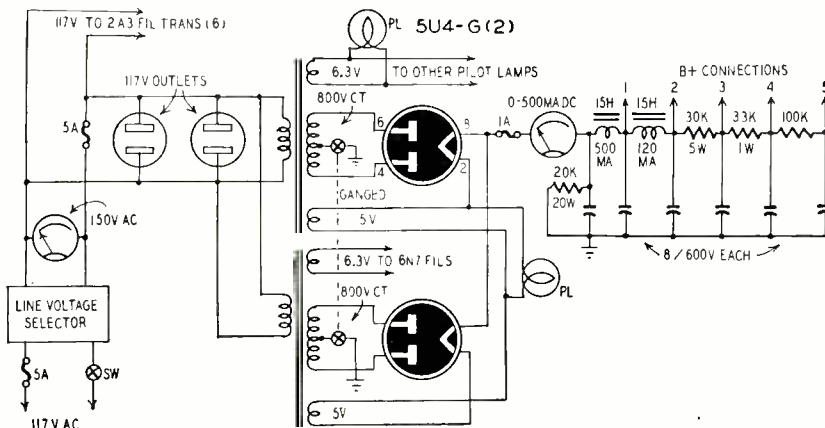 117V TO 2A3 FIL TRANS (6)
PL 5U4-G(2)
6.3V TO OTHER PILOT LAMPS
117V OUTLETS
800V CT
5A
6
8
4
2
1A
0-500MA DC
B+ CONNECTIONS
15H 1 15H 2 3 4 5
500 MA
120 MA
30K 5W
33K 1W
100K
20K 20W
GANGED
5V
150V AC
6.3V TO 6N7 FILS
8/600V EACH
800V CT
PL
LINE VOLTAGE SELECTOR
5A
SW
5V
117V AC